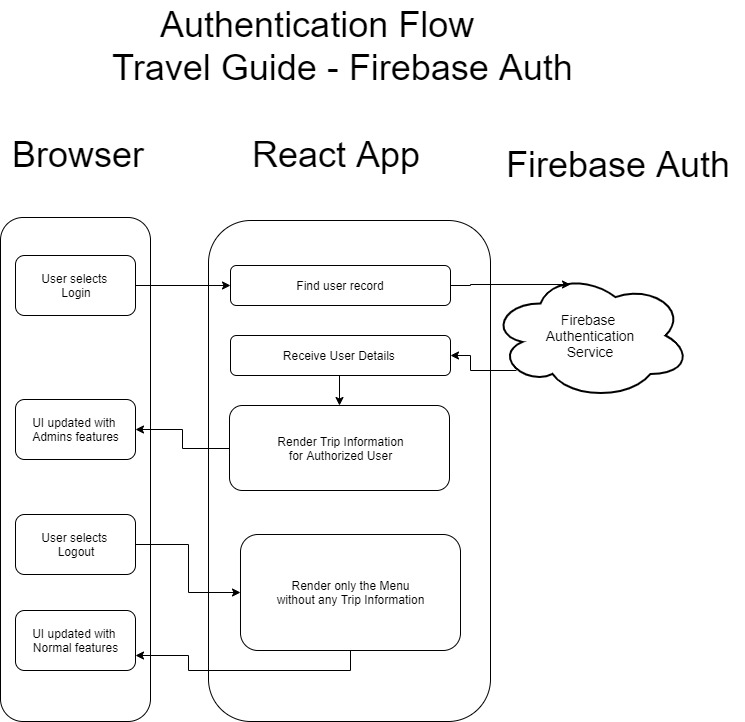 Authentication Flow
Travel Guide - Firebase Auth
Browser
React App
Firebase Auth
User selects
Login
Find user record
Firebase
Authentication
Service
Receive User Details
UI updated with
Admins features
Render Trip Information
for Authorized User
User selects
Logout
Render only the Menu
without any Trip Information
UI updated with
Normal features